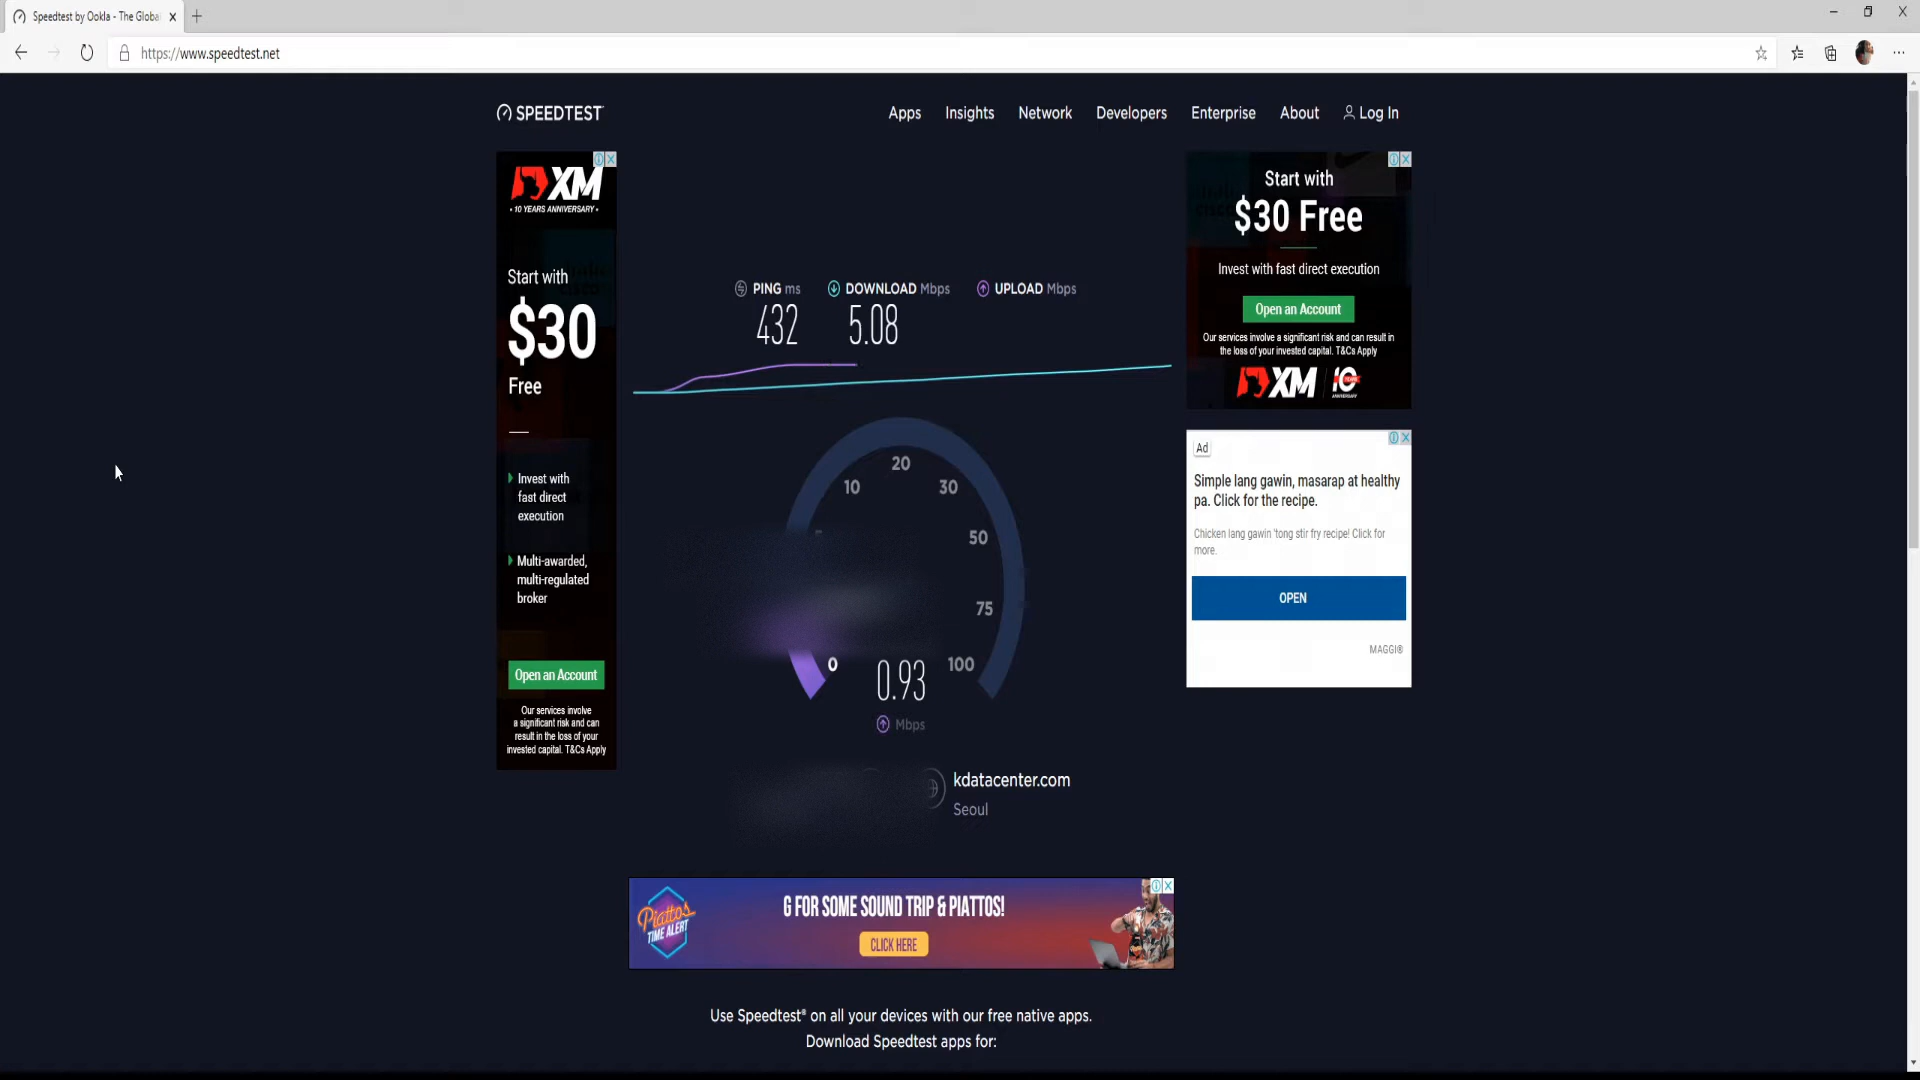 Speedtest by Ookla - The Globa
https://www.speedtest.net
SPEEDTEST
Apps
Insights
Network
Developers
Enterprise
About
Log In
XM
• 10 YEARS ANNIVERSARY •
Start with
$30
Free
Invest with
fast direct
execution
Multi-awarded,
multi-regulated
broker
Open an Account
Our services involve
a significant risk and can
result in the loss of your
invested capital. T&Cs Apply
PING ms
432
DOWNLOAD Mbps
5.08
UPLOAD Mbps
0
10
20
30
50
75
100
0.93
Mbps
kdatacenter.com
Seoul
Start with
$30 Free
Invest with fast direct execution
Open an Account
Our services involve a significant risk and can result in
the loss of your invested capital. T&Cs Apply
XM
10
Ad
Simple lang gawin, masarap at healthy
pa. Click for the recipe.
Chicken lang gawin 'tong stir fry recipe! Click for
more.
OPEN
MAGGI®
Piattos
TIME ALERT
G FOR SOME SOUND TRIP & PIATTOS!
CLICK HERE
Use Speedtest® on all your devices with our free native apps.
Download Speedtest apps for: